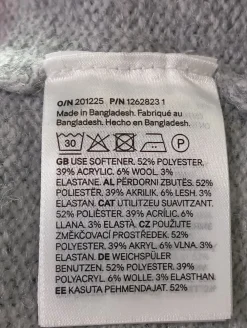 O/N 201225 P/N 1262823 1
Made in Bangladesh. Fabriqué au
Bangladesh. Hecho en Bangladesh.
30
P
GB USE SOFTENER. 52% POLYESTER,
39% ACRYLIC. 6% WOOL. 3%
ELASTANE. AL PËRDORNI ZBUTËS. 52%
POLIESTËR. 39% AKRILIK. 6% LESH. 3%
ELASTAN. CAT UTILITZEU SUAVITZANT.
52% POLIÈSTER. 39% ACRÍLIC. 6%
LLANA. 3% ELASTÀ. CZ POUŽIJTE
ZMĚKČOVACÍ PROSTŘEDEK. 52%
POLYESTER. 39% AKRYL. 6% VLNA. 3%
ELASTAN. DE WEICHSPÜLER
BENUTZEN. 52% POLYESTER. 39%
POLYACRYL. 6% WOLLE. 3% ELASTHAN.
EE KASUTA PEHMENDAJAT. 52%